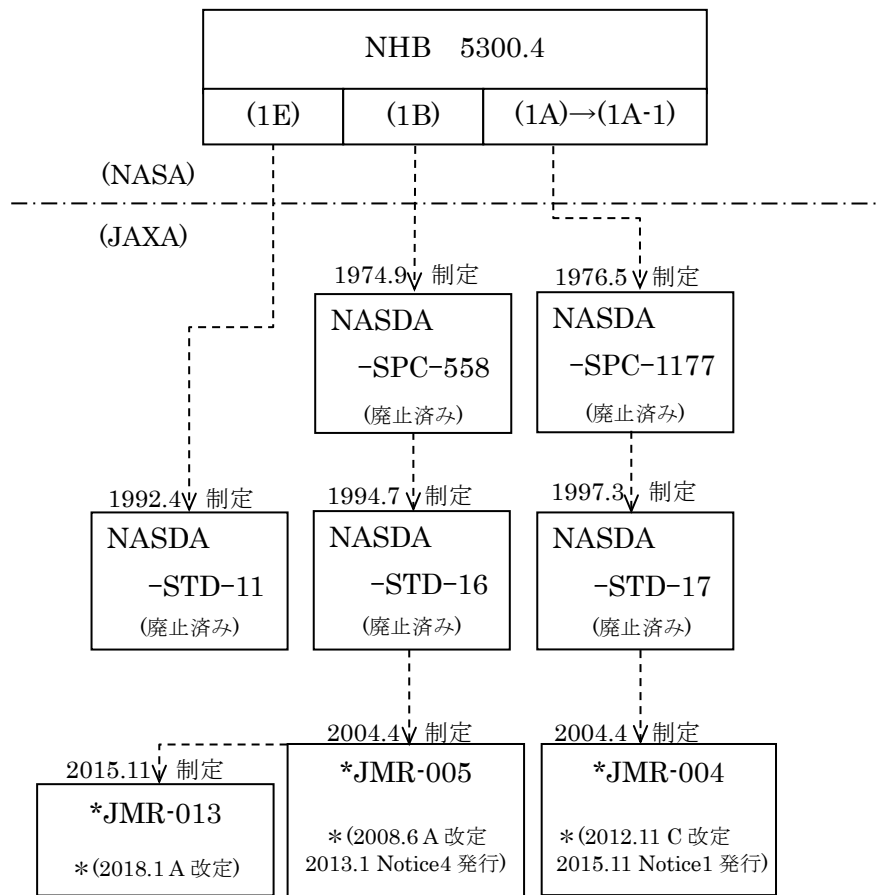 NHB　5300.4
(1E)
(1B)
(1A)→(1A-1)
(NASA)
(JAXA)
1974.9 制定
1976.5 制定
NASDA
-SPC-558
(廃止済み)
NASDA
-SPC-1177
(廃止済み)
1992.4 制定
1994.7 制定
1997.3 制定
NASDA
-STD-11
(廃止済み)
NASDA
-STD-16
(廃止済み)
NASDA
-STD-17
(廃止済み)
2004.4 制定
2004.4 制定
2015.11 制定
*JMR-013
＊(2018.1 A 改定)
*JMR-005
＊(2008.6 A 改定
2013.1 Notice4 発行)
*JMR-004
＊(2012.11 C 改定
2015.11 Notice1 発行)